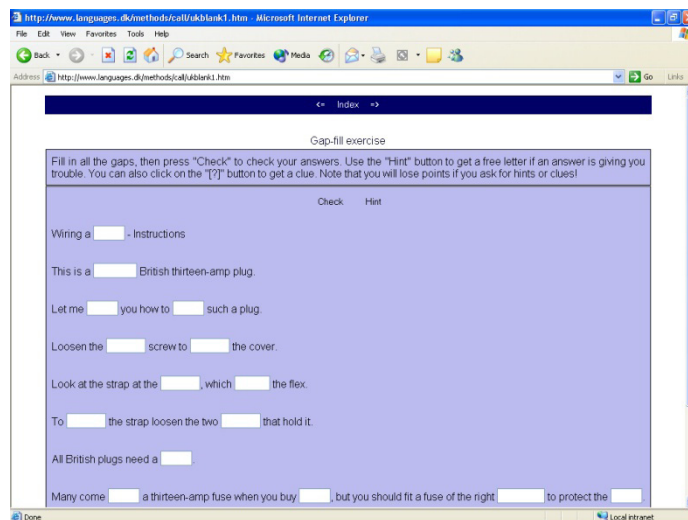 http://www.languages.dk/methods/call/ukblank1.htm - Microsoft Internet Explorer
File Edit View Favorites Tools Help
Back Search Favorites Media
Address http://www.languages.dk/methods/call/ukblank1.htm Go Links
<= Index =>
Gap-fill exercise
Fill in all the gaps, then press "Check" to check your answers. Use the "Hint" button to get a free letter if an answer is giving you
trouble. You can also click on the "[?]" button to get a clue. Note that you will lose points if you ask for hints or clues!
Check Hint
Wiring a - Instructions
This is a British thirteen-amp plug.
Let me you how to such a plug.
Loosen the screw to the cover.
Look at the strap at the , which the flex.
To the strap loosen the two that hold it.
All British plugs need a .
Many come a thirteen-amp fuse when you buy , but you should fit a fuse of the right to protect the .
Done Local intranet